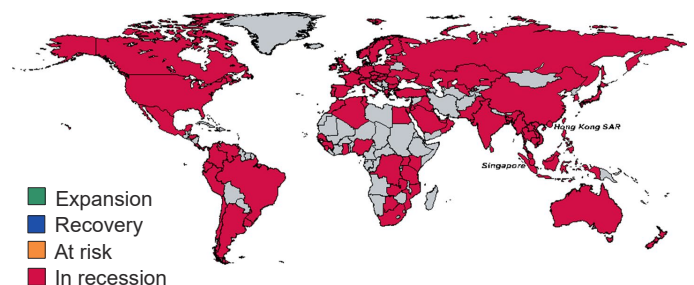 Hong Kong SAR
Singapore
Expansion
Recovery
At risk
In recession